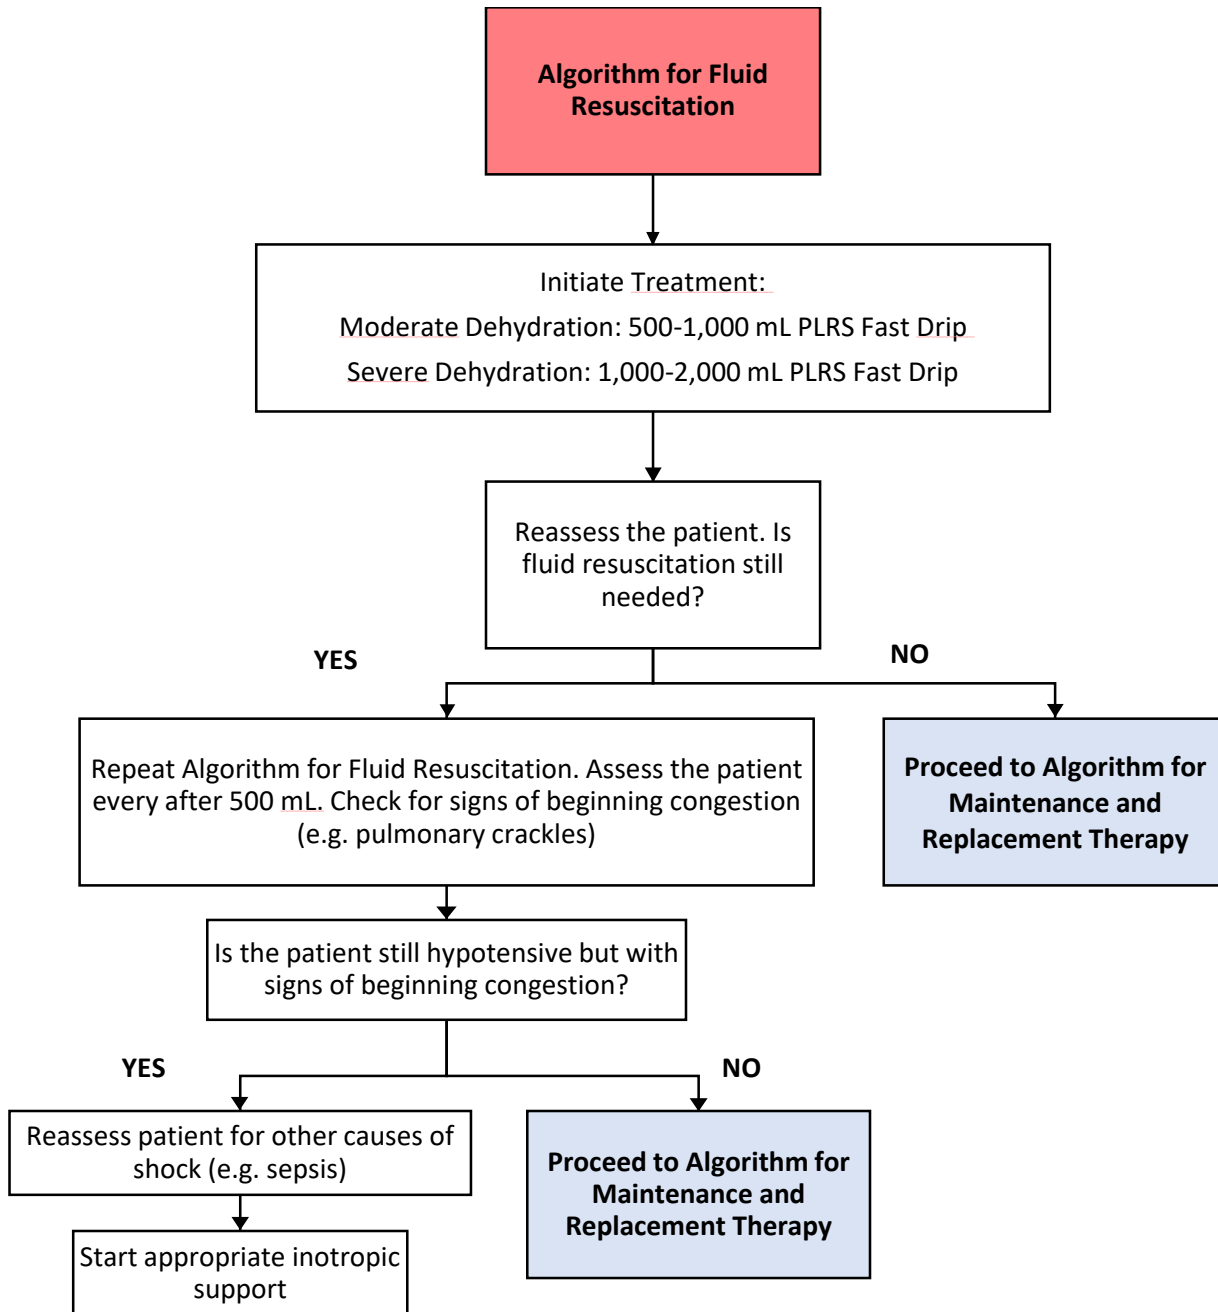 Algorithm for Fluid
Resuscitation
Initiate Treatment:
Moderate Dehydration: 500-1,000 mL PLRS Fast Drip
Severe Dehydration: 1,000-2,000 mL PLRS Fast Drip
Reassess the patient. Is
fluid resuscitation still
needed?
YES
NO
Repeat Algorithm for Fluid Resuscitation. Assess the patient
every after 500 mL. Check for signs of beginning congestion
(e.g. pulmonary crackles)
Proceed to Algorithm for
Maintenance and
Replacement Therapy
Is the patient still hypotensive but with
signs of beginning congestion?
YES
NO
Reassess patient for other causes of
shock (e.g. sepsis)
Proceed to Algorithm for
Maintenance and
Replacement Therapy
Start appropriate inotropic
support